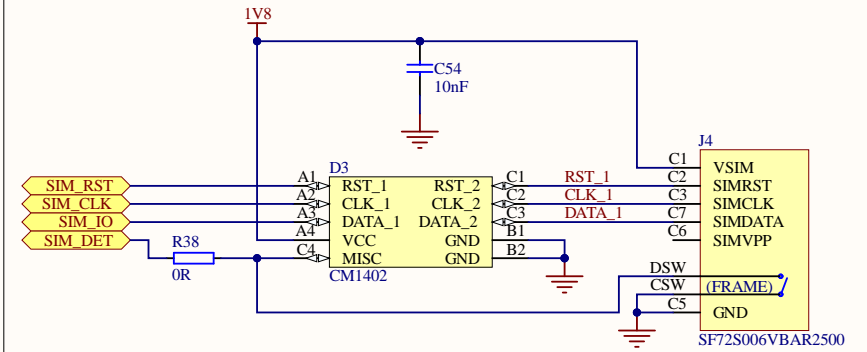 1V8
C54
10nF
D3
J4
SIM_RST
SIM_CLK
SIM_IO
SIM_DET
R38
0R
A1
A2
A3
A4
C4
RST_1
CLK_1
DATA_1
VCC
MISC
RST_2
CLK_2
DATA_2
GND
GND
CM1402
C1
C2
C3
B1
B2
RST_1
CLK_1
DATA_1
C1
C2
C3
C7
C6
DSW
CSW
C5
VSIM
SIMRST
SIMCLK
SIMDATA
SIMVPP
(FRAME)
GND
SF72S006VBAR2500